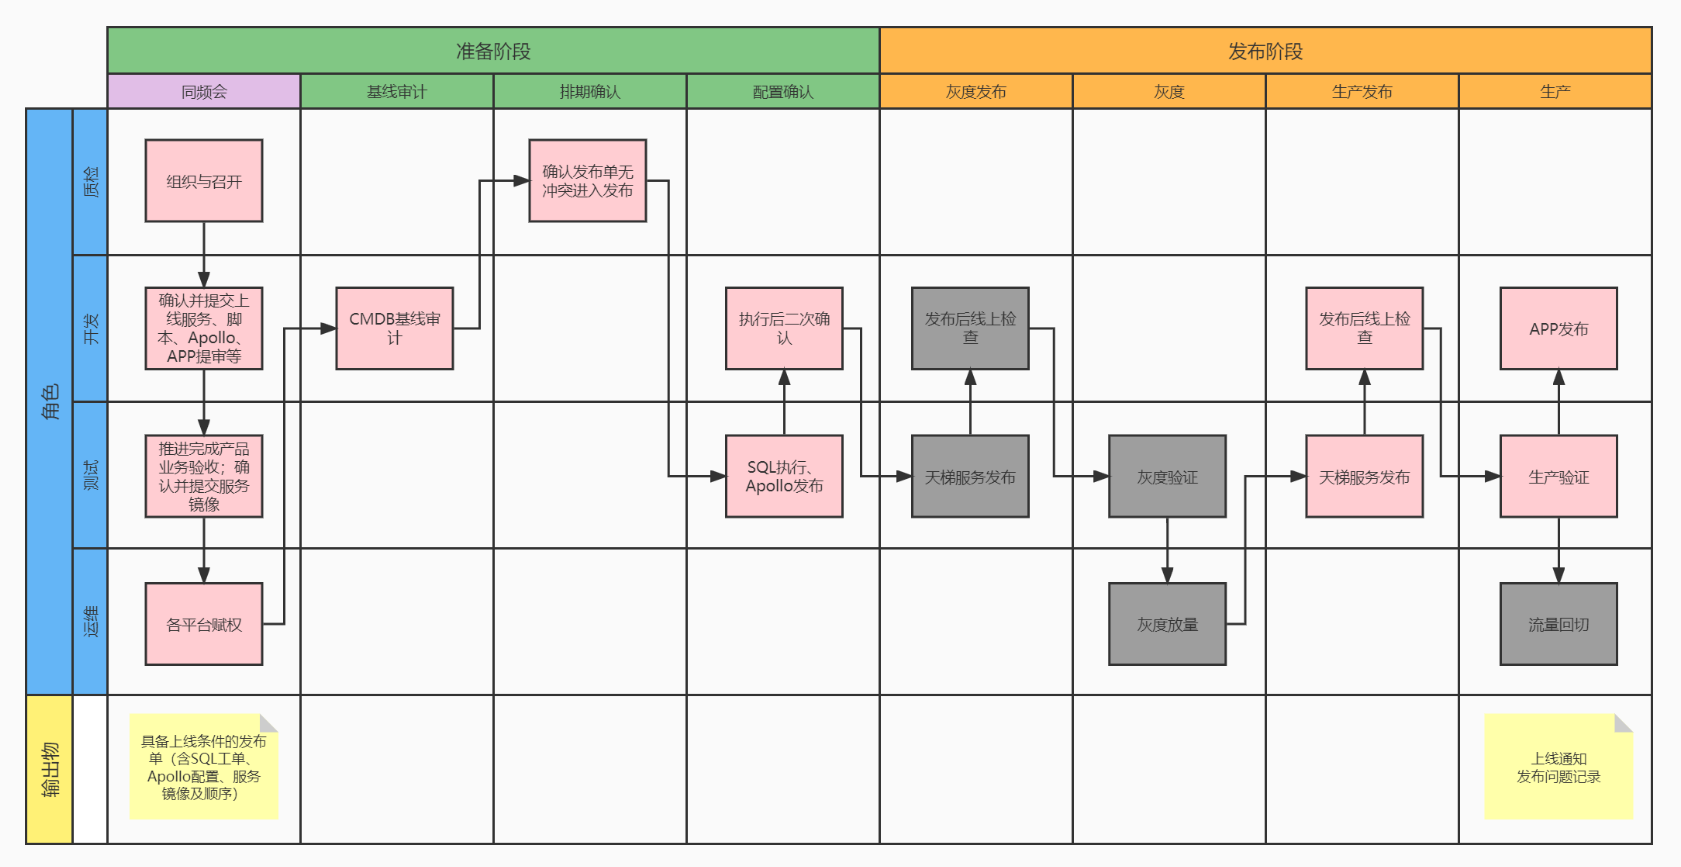 准备阶段
发布阶段
同频会
基线审计
排期确认
配置确认
灰度发布
灰度
生产发布
生产
角色
质检
组织与召开
确认发布单无
冲突进入发布
开发
确认并提交上
线服务、脚
本、Apollo、
APP提审等
CMDB基线审
计
执行后二次确
认
发布后线上检
查
发布后线上检
查
APP发布
测试
推进完成产品
业务验收；确
认并提交服务
镜像
SQL执行、
Apollo发布
天梯服务发布
灰度验证
天梯服务发布
生产验证
运维
各平台赋权
灰度放量
流量回切
输出物
具备上线条件的发布
单（含SQL工单、
Apollo配置、服务
镜像及顺序）
上线通知
发布问题记录